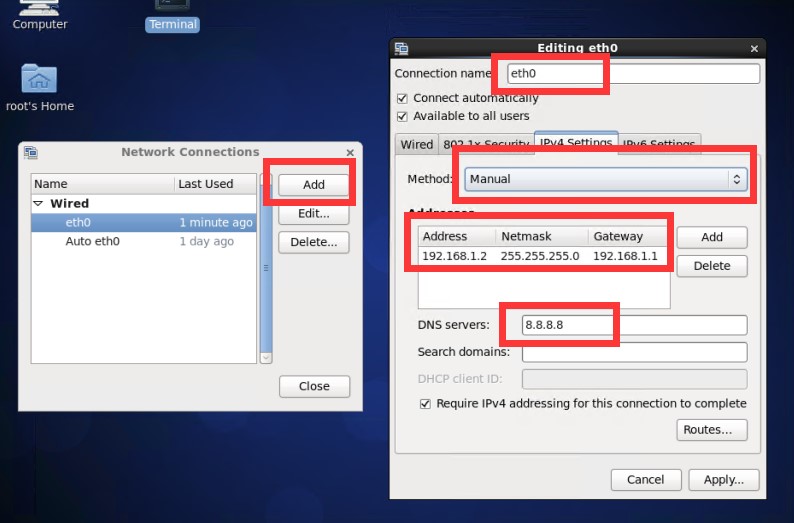 Computer
Terminal
root's Home
Network Connections
Name
Last Used
Wired
eth0
1 minute ago
Auto eth0
1 day ago
Add
Edit...
Delete...
Close
Editing eth0
Connection name
eth0
Connect automatically
Available to all users
Wired
802.1x Security
IPv4 Settings
IPv6 Settings
Method:
Manual
Addresses
Address Netmask Gateway
192.168.1.2 255.255.255.0 192.168.1.1
Add
Delete
DNS servers:
8.8.8.8
Search domains:
DHCP client ID:
Require IPv4 addressing for this connection to complete
Routes...
Cancel
Apply...